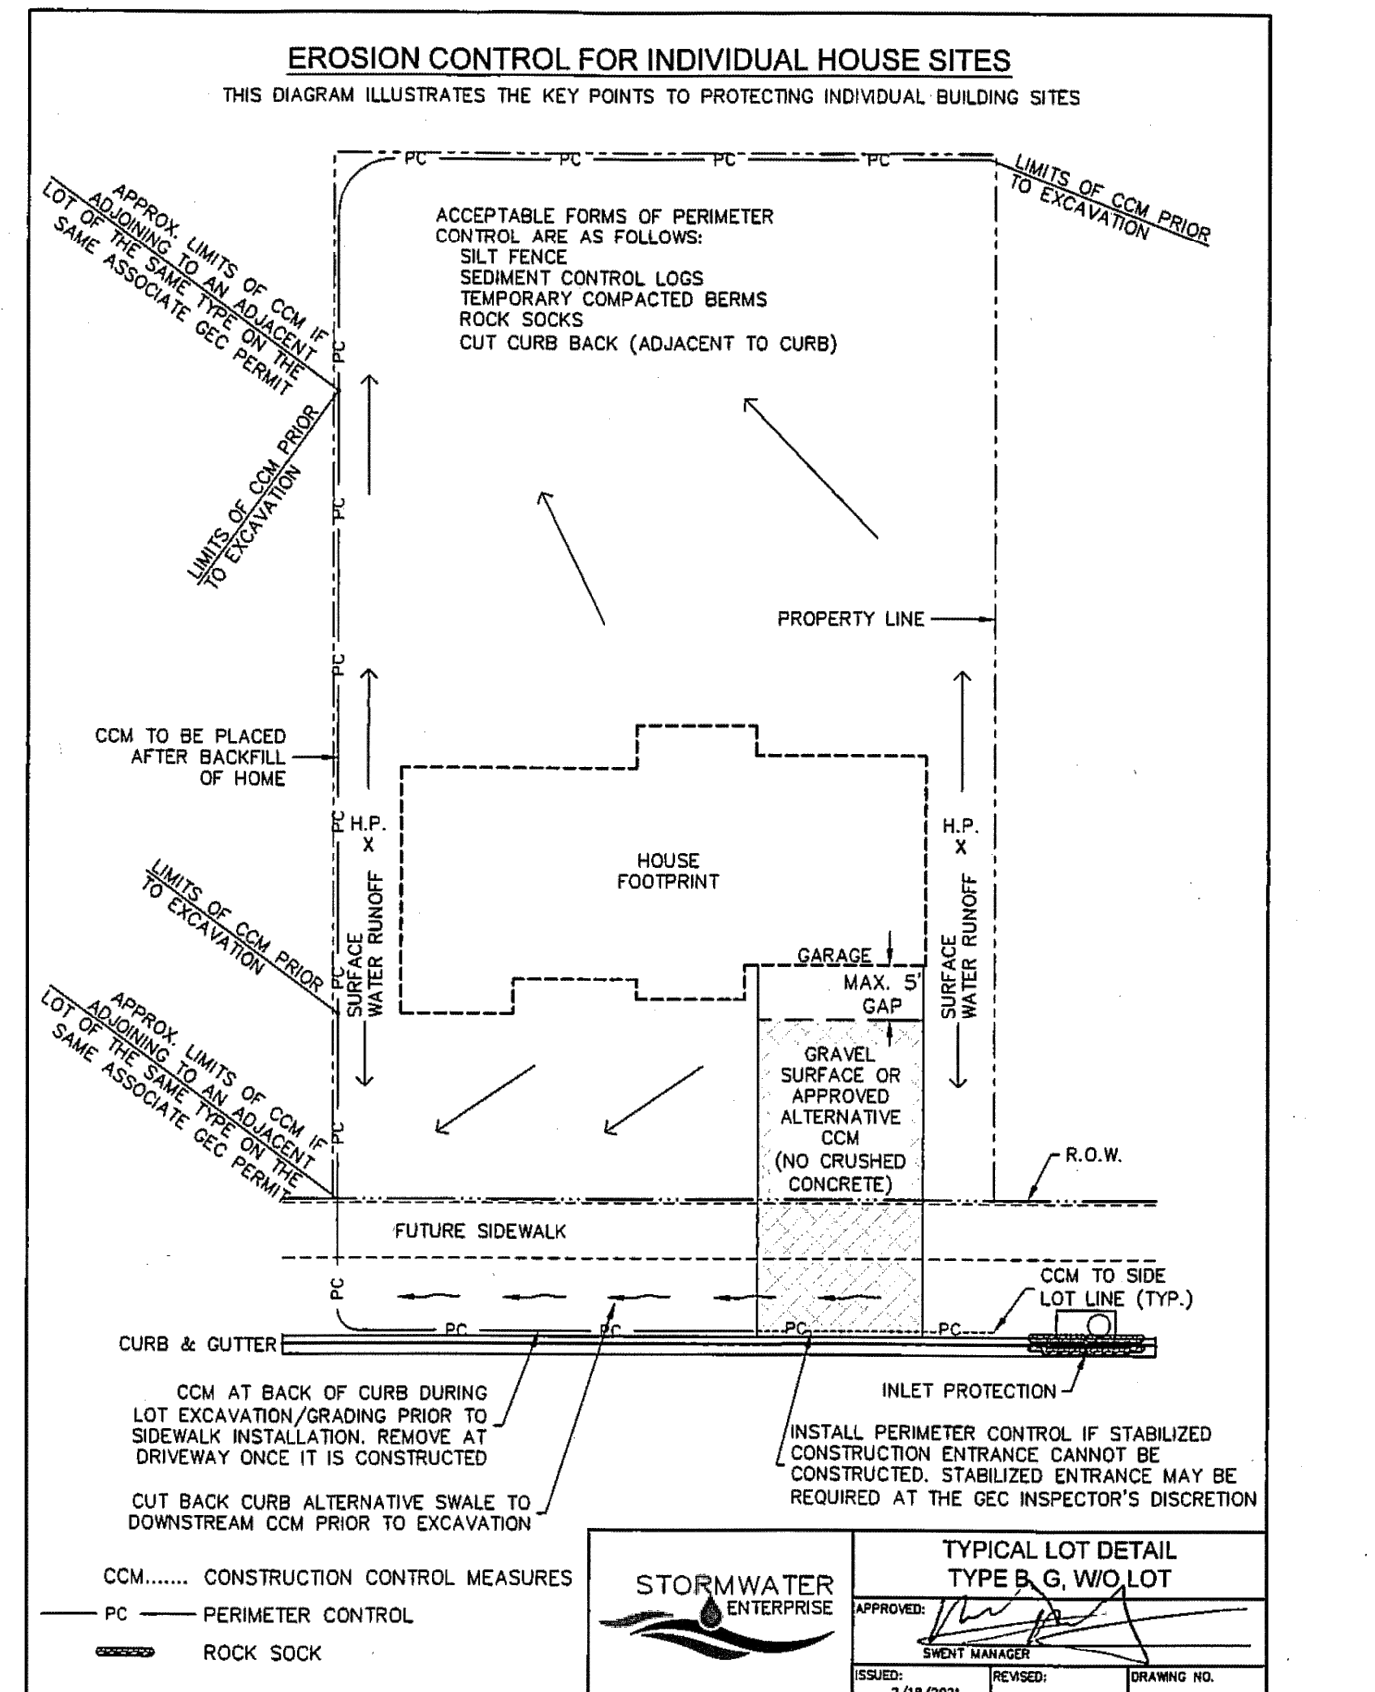 EROSION CONTROL FOR INDIVIDUAL HOUSE SITES
THIS DIAGRAM ILLUSTRATES THE KEY POINTS TO PROTECTING INDIVIDUAL BUILDING SITES
PC PC PC PC
LIMITS OF CCM PRIOR
TO EXCAVATION
APPROX. LIMITS OF CCM IF
ADJOINING TO AN ADJACENT
LOT OF THE SAME TYPE ON THE
SAME ASSOCIATE GEC PERMIT
ACCEPTABLE FORMS OF PERIMETER
CONTROL ARE AS FOLLOWS:
SILT FENCE
SEDIMENT CONTROL LOGS
TEMPORARY COMPACTED BERMS
ROCK SOCKS
CUT CURB BACK (ADJACENT TO CURB)
PC
LIMITS OF CCM PRIOR
TO EXCAVATION
PC
PROPERTY LINE
PC
CCM TO BE PLACED
AFTER BACKFILL
OF HOME
PC
H.P.
X
H.P.
X
HOUSE
FOOTPRINT
LIMITS OF CCM PRIOR
TO EXCAVATION
PC
SURFACE
WATER RUNOFF
SURFACE
WATER RUNOFF
GARAGE
MAX. 5'
GAP
APPROX. LIMITS OF CCM IF
ADJOINING TO AN ADJACENT
LOT OF THE SAME TYPE ON THE
SAME ASSOCIATE GEC PERMIT
GRAVEL
SURFACE OR
APPROVED
ALTERNATIVE
CCM
(NO CRUSHED
CONCRETE)
PC
R.O.W.
FUTURE SIDEWALK
PC
CCM TO SIDE
LOT LINE (TYP.)
PC PC PC PC
CURB & GUTTER
INLET PROTECTION
CCM AT BACK OF CURB DURING
LOT EXCAVATION/GRADING PRIOR TO
SIDEWALK INSTALLATION. REMOVE AT
DRIVEWAY ONCE IT IS CONSTRUCTED
INSTALL PERIMETER CONTROL IF STABILIZED
CONSTRUCTION ENTRANCE CANNOT BE
CONSTRUCTED. STABILIZED ENTRANCE MAY BE
REQUIRED AT THE GEC INSPECTOR'S DISCRETION
CUT BACK CURB ALTERNATIVE SWALE TO
DOWNSTREAM CCM PRIOR TO EXCAVATION
CCM....... CONSTRUCTION CONTROL MEASURES
PC PERIMETER CONTROL
ROCK SOCK
STORMWATER
ENTERPRISE
TYPICAL LOT DETAIL
TYPE B, G, W/O LOT
APPROVED:
SWENT MANAGER
ISSUED:
REVISED:
DRAWING NO.